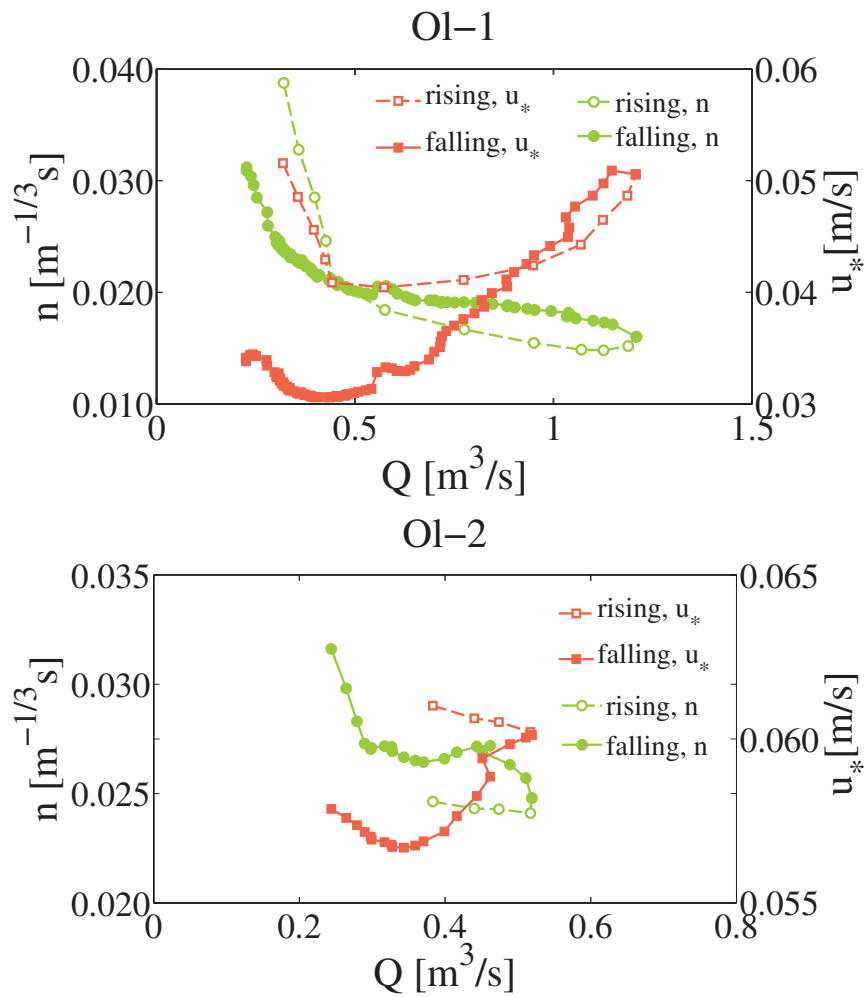 Ol−1
0.040
0.06
rising, u*
rising, n
falling, u*
falling, n
0.030
0.05
n [m−1/3s]
u*[m/s]
0.020
0.04
0.010
0.03
0
0.5
1
1.5
Q [m3/s]
Ol−2
0.035
0.065
rising, u*
falling, u*
0.030
rising, n
0.060
falling, n
n [m−1/3s]
u*[m/s]
0.025
0.020
0.055
0
0.2
0.4
0.6
0.8
Q [m3/s]